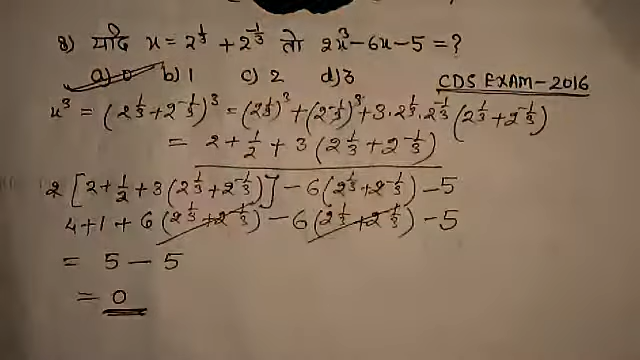 8) यदि x = 2^{1/3} + 2^{-1/3} तो 2x³-6x-5 = ?
a) 0 b) 1 c) 2 d) 3
CDS EXAM-2016
x³ = (2^{1/3}+2^{-1/3})³ = (2^{1/3})³+(2^{-1/3})³+3·2^{1/3}·2^{-1/3}(2^{1/3}+2^{-1/3})
= 2+1/2+3(2^{1/3}+2^{-1/3})
2[2+1/2+3(2^{1/3}+2^{-1/3})]-6(2^{1/3}+2^{-1/3})-5
4+1+6(2^{1/3}+2^{-1/3})-6(2^{1/3}+2^{-1/3})-5
= 5-5
= 0